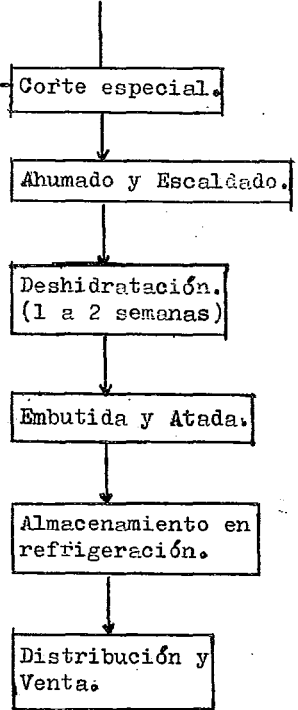 Corte especial.
Ahumado y Escaldado.
Deshidratación.
(1 a 2 semanas)
Embutida y Atada.
Almacenamiento en
refrigeración.
Distribución y
Venta.